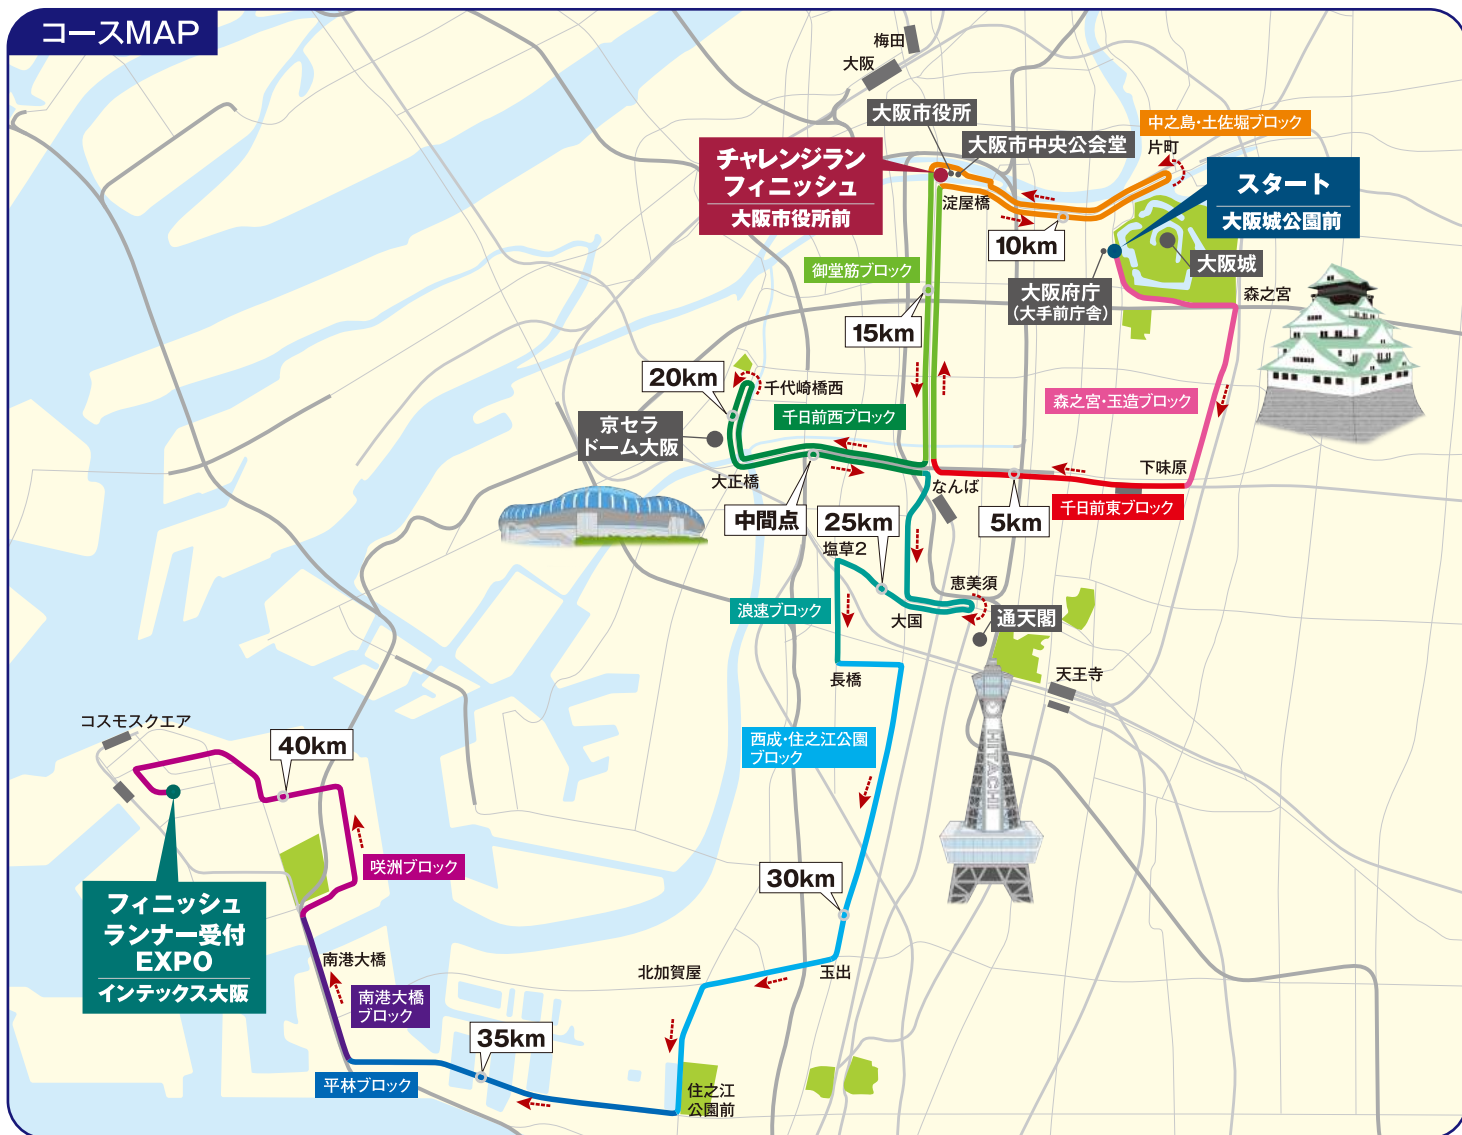 コースMAP
梅田
大阪
大阪市役所
大阪市中央公会堂
中之島・土佐堀ブロック
片町
チャレンジラン
フィニッシュ
大阪市役所前
スタート
大阪城公園前
淀屋橋
10km
大阪城
御堂筋ブロック
大阪府庁
（大手前庁舎）
森之宮
15km
20km
千代崎橋西
森之宮・玉造ブロック
千日前西ブロック
京セラ
ドーム大阪
下味原
大正橋
なんば
千日前東ブロック
中間点
25km
5km
塩草2
恵美須
浪速ブロック
大国
通天閣
長橋
天王寺
コスモスクエア
40km
西成・住之江公園
ブロック
HITACHI
咲洲ブロック
30km
フィニッシュ
ランナー受付
EXPO
インテックス大阪
南港大橋
北加賀屋
玉出
南港大橋
ブロック
35km
平林ブロック
住之江
公園前